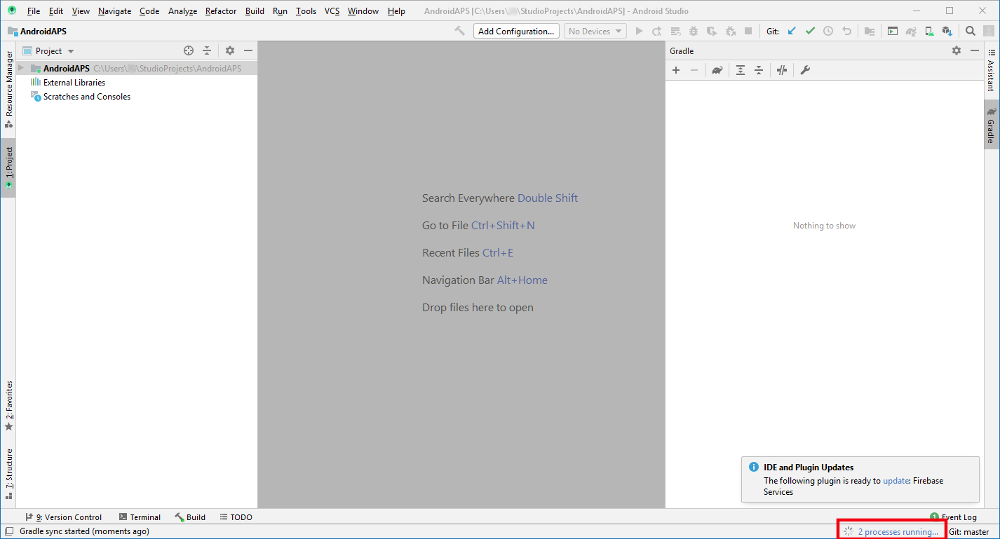 File Edit View Navigate Code Analyze Refactor Build Run Tools VCS Window Help AndroidAPS [C:\Users\ \StudioProjects\AndroidAPS] - Android Studio
AndroidAPS Add Configuration... No Devices Git:
Project Gradle
AndroidAPS C:\Users\ \StudioProjects\AndroidAPS
External Libraries
Scratches and Consoles
Resource Manager
1: Project
2: Favorites
7: Structure
Search Everywhere Double Shift
Go to File Ctrl+Shift+N
Recent Files Ctrl+E
Navigation Bar Alt+Home
Drop files here to open
Nothing to show
Assistant
Gradle
IDE and Plugin Updates
The following plugin is ready to update: Firebase
Services
9: Version Control Terminal Build TODO 1 Event Log
Gradle sync started (moments ago) 2 processes running... Git: master